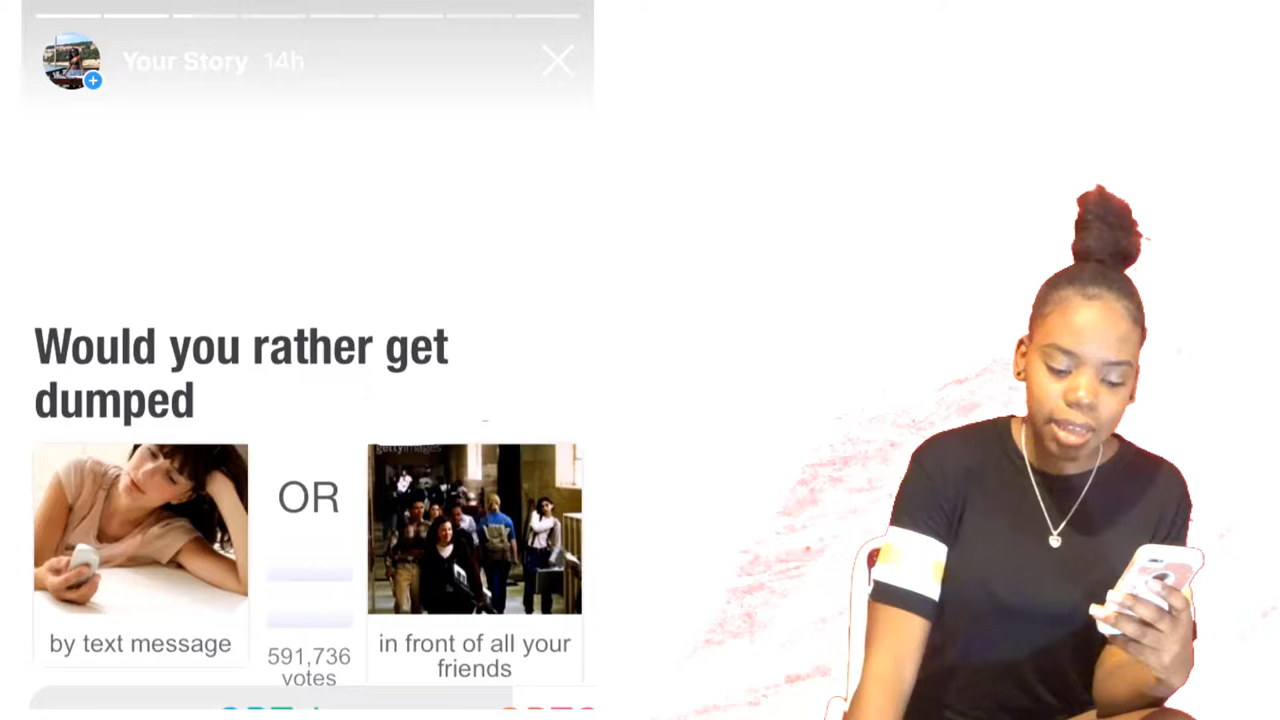 Your Story 14h
Would you rather get
dumped
gettyimages
OR
by text message
591,736
votes
in front of all your
friends